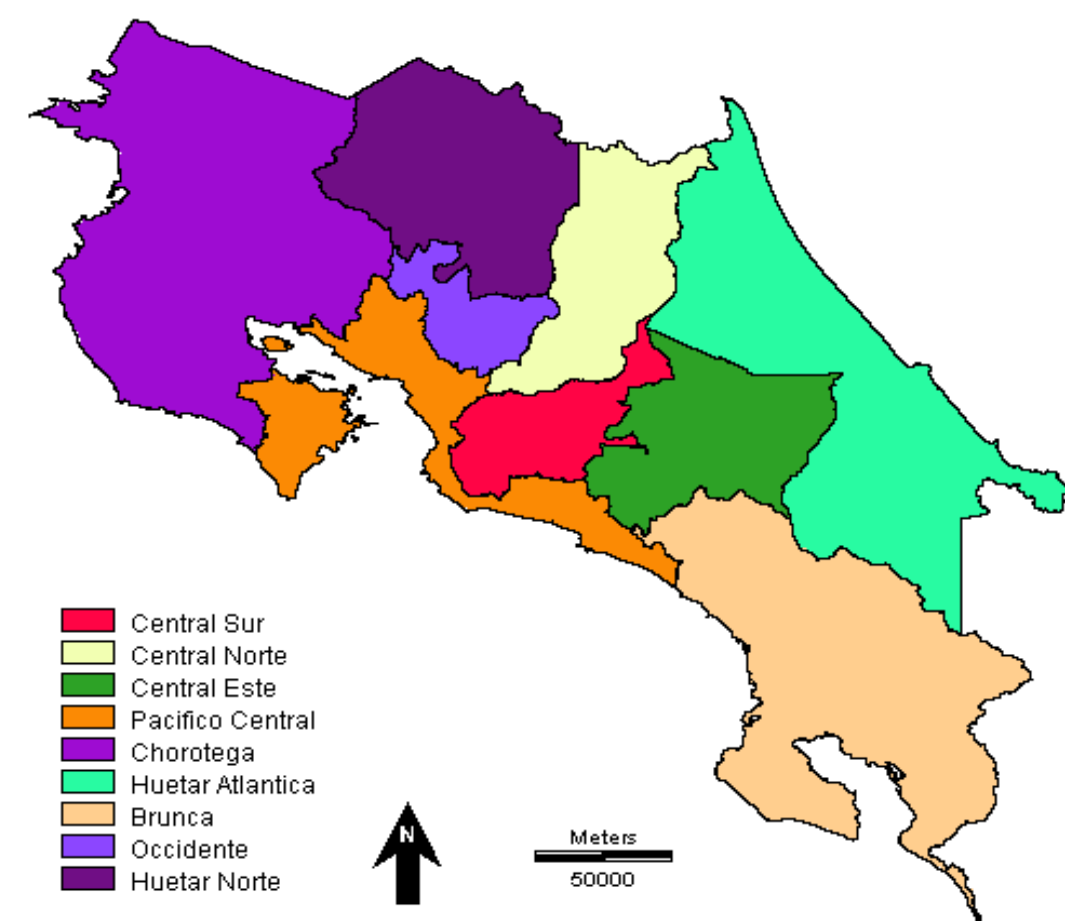 Central Sur
Central Norte
Central Este
Pacifico Central
Chorotega
Huetar Atlantica
Brunca
Occidente
Huetar Norte
N
Meters
50000